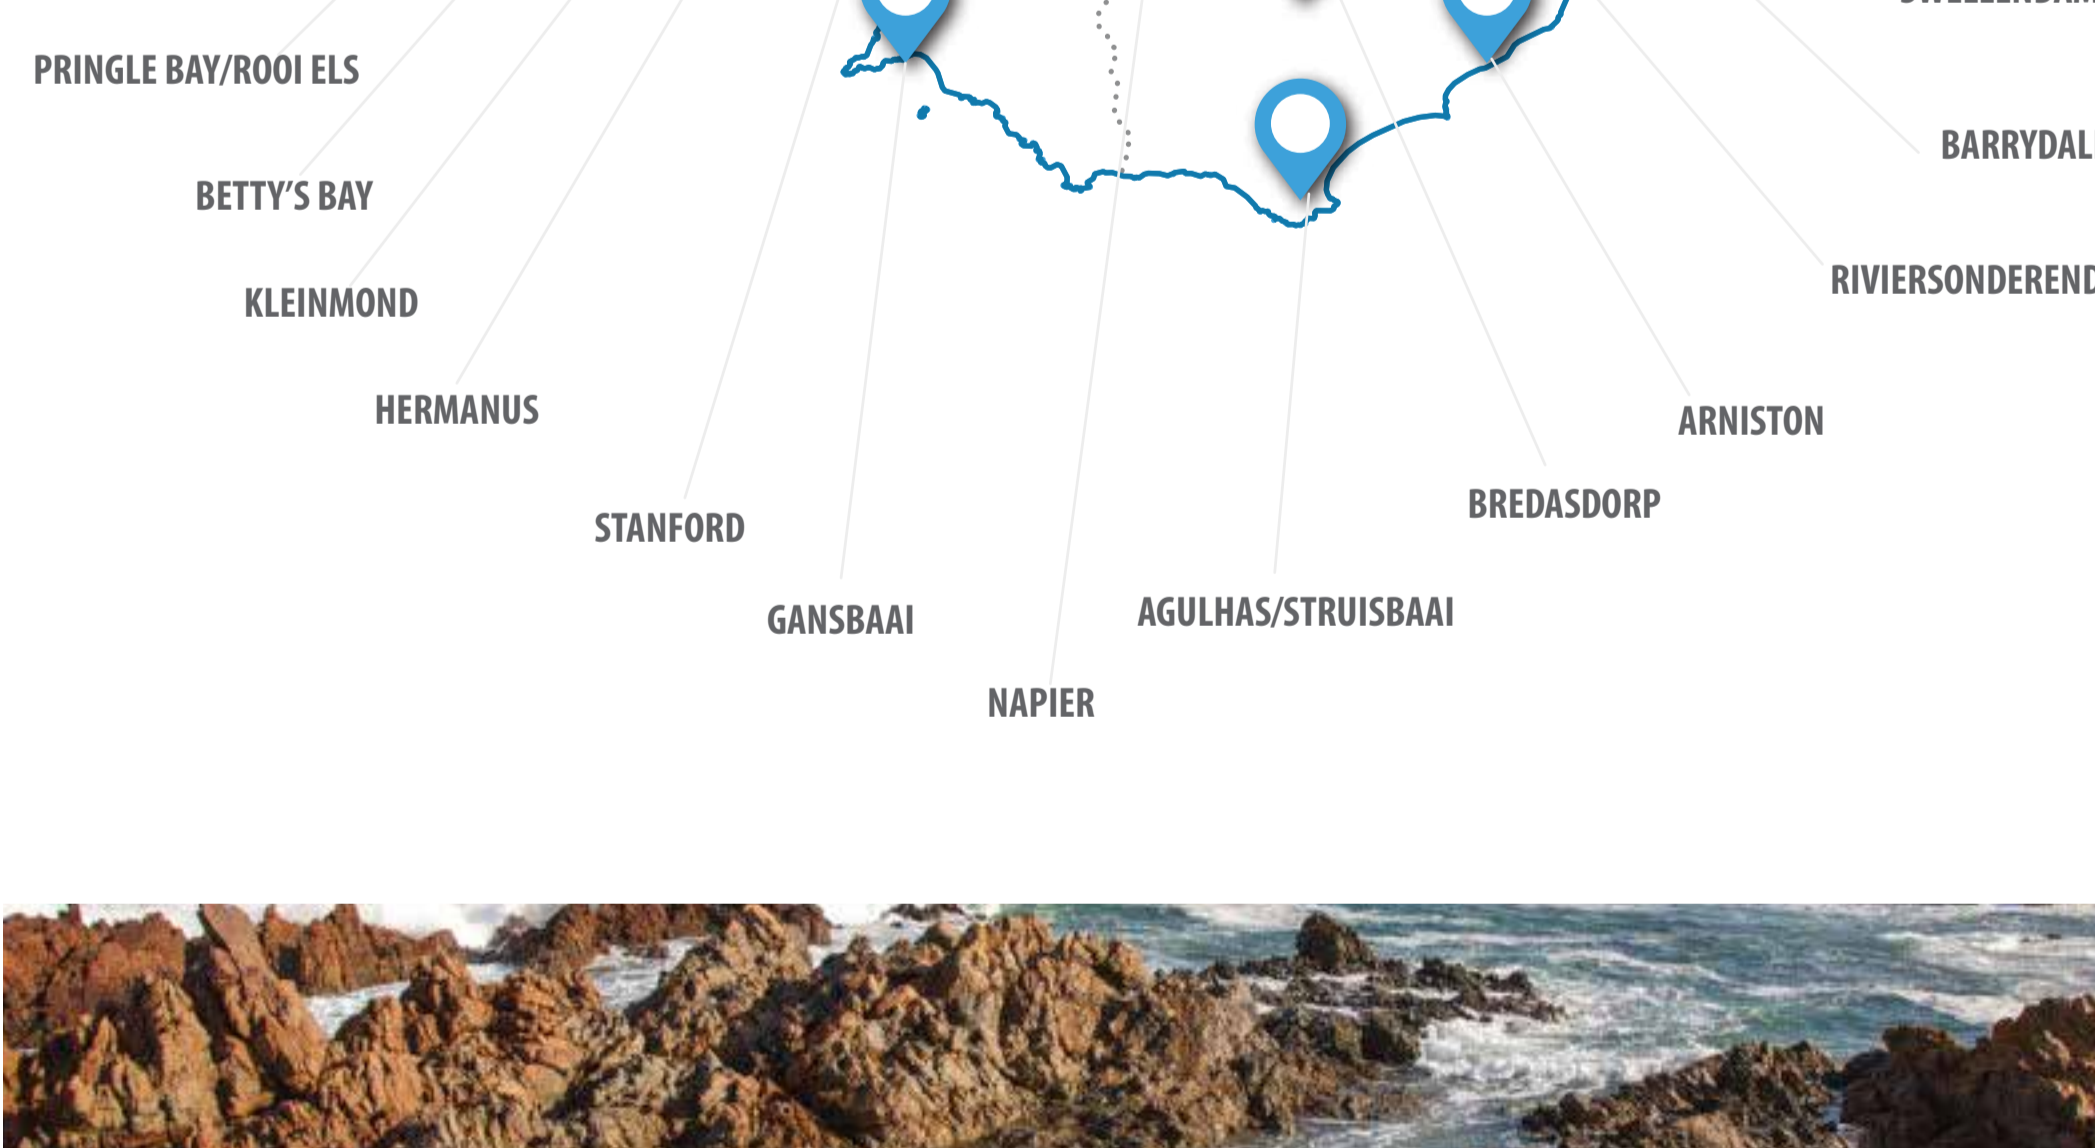 PRINGLE BAY/ROOI ELS
BARRYDAL
BETTY’S BAY
RIVIERSONDEREND
KLEINMOND
HERMANUS
ARNISTON
BREDASDORP
STANFORD
AGULHAS/STRUISBAAI
GANSBAAI
NAPIER